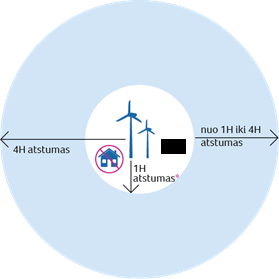 nuo 1H iki 4H
atstumas
4H atstumas
1H
atstumas*